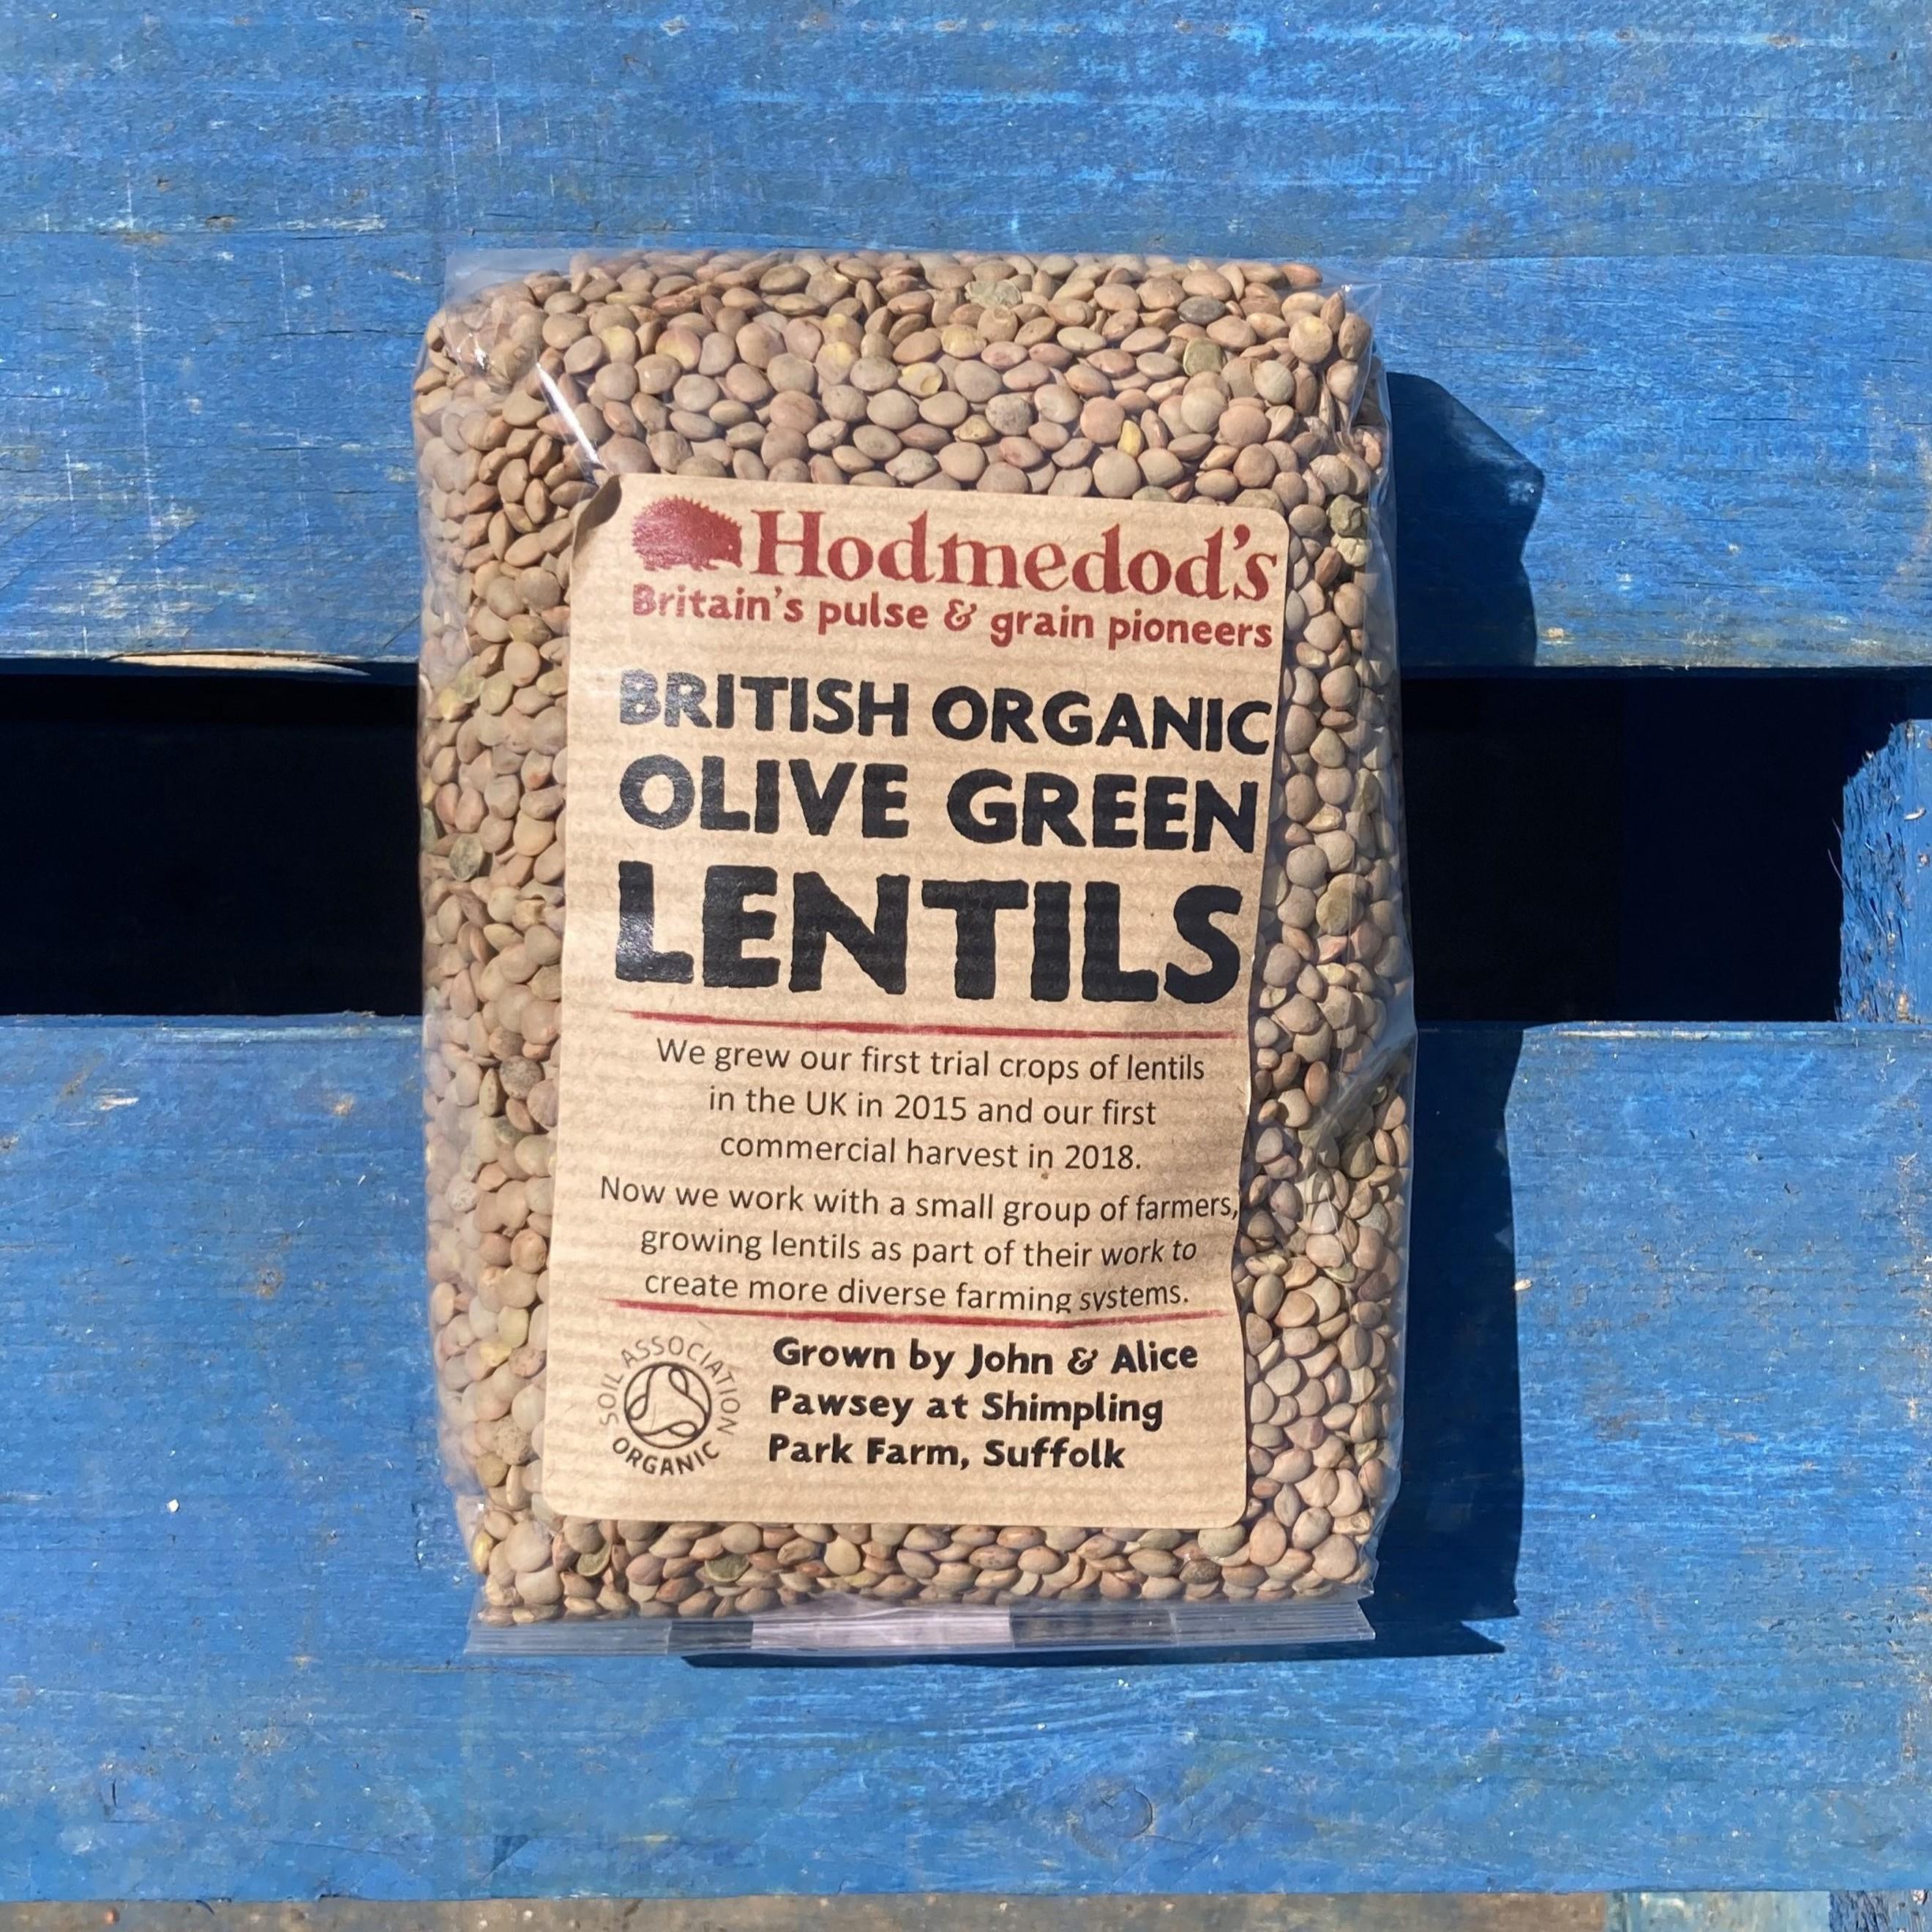 Hodmedod's
Britain's pulse & grain pioneers
BRITISH ORGANIC
OLIVE GREEN
LENTILS
We grew our first trial crops of lentils
in the UK in 2015 and our first
commercial harvest in 2018.
Now we work with a small group of farmers,
growing lentils as part of their work to
create more diverse farming systems.
SOIL ASSOCIATION
ORGANIC
Grown by John & Alice
Pawsey at Shimpling
Park Farm, Suffolk